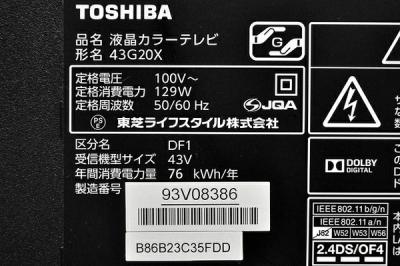 TOSHIBA
品名 液晶カラーテレビ
形名 43G20X
定格電圧 100V～
定格消費電力 129W
定格周波数 50/60 Hz
PS
E
JQA
東芝ライフスタイル株式会社
区分名 DF1
受信機型サイズ 43V
年間消費電力量 76 kWh/年
製造番号
93V08386
B86B23C35FDD
DOLBY
DIGITAL
IEEE802.11b/g/n
IEEE802.11a/n
J52 W52 W53 W56
2.4DS/OF4